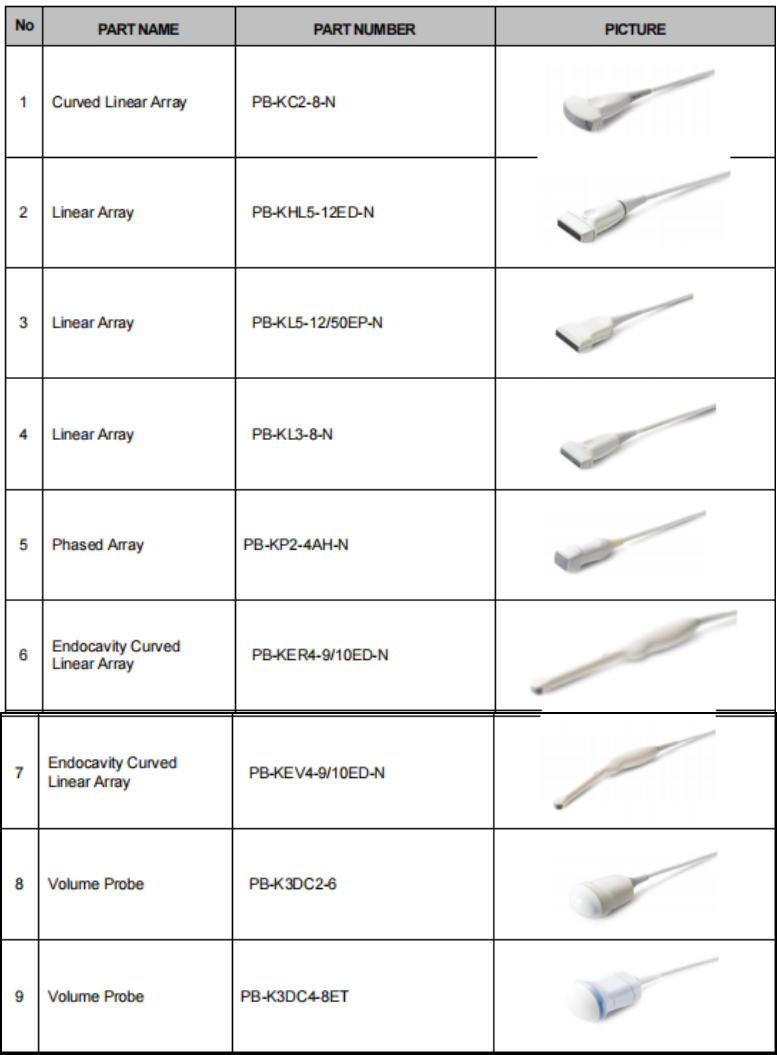 No PART NAME PART NUMBER PICTURE
1 Curved Linear Array PB-KC2-8-N
2 Linear Array PB-KHL5-12ED-N
3 Linear Array PB-KL5-12/50EP-N
4 Linear Array PB-KL3-8-N
5 Phased Array PB-KP2-4AH-N
6 Endocavity Curved
Linear Array PB-KER4-9/10ED-N
7 Endocavity Curved
Linear Array PB-KEV4-9/10ED-N
8 Volume Probe PB-K3DC2-6
9 Volume Probe PB-K3DC4-8ET